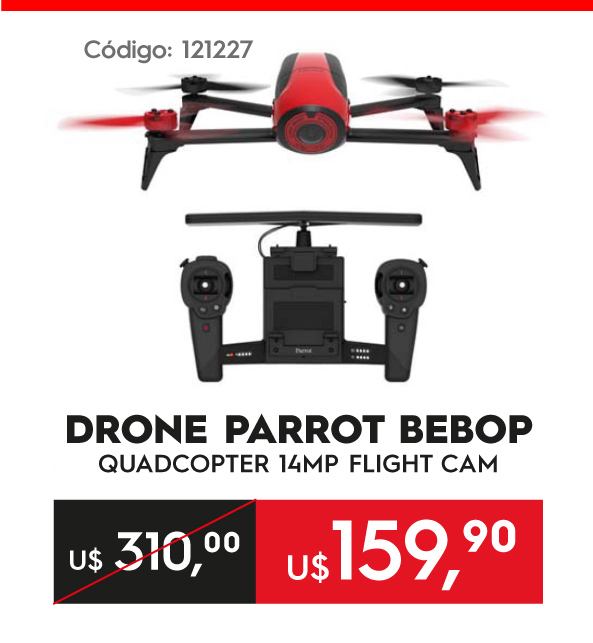 Código: 121227
Parrot
DRONE PARROT BEBOP
QUADCOPTER 14MP FLIGHT CAM
U$ 310,00
U$ 159,90